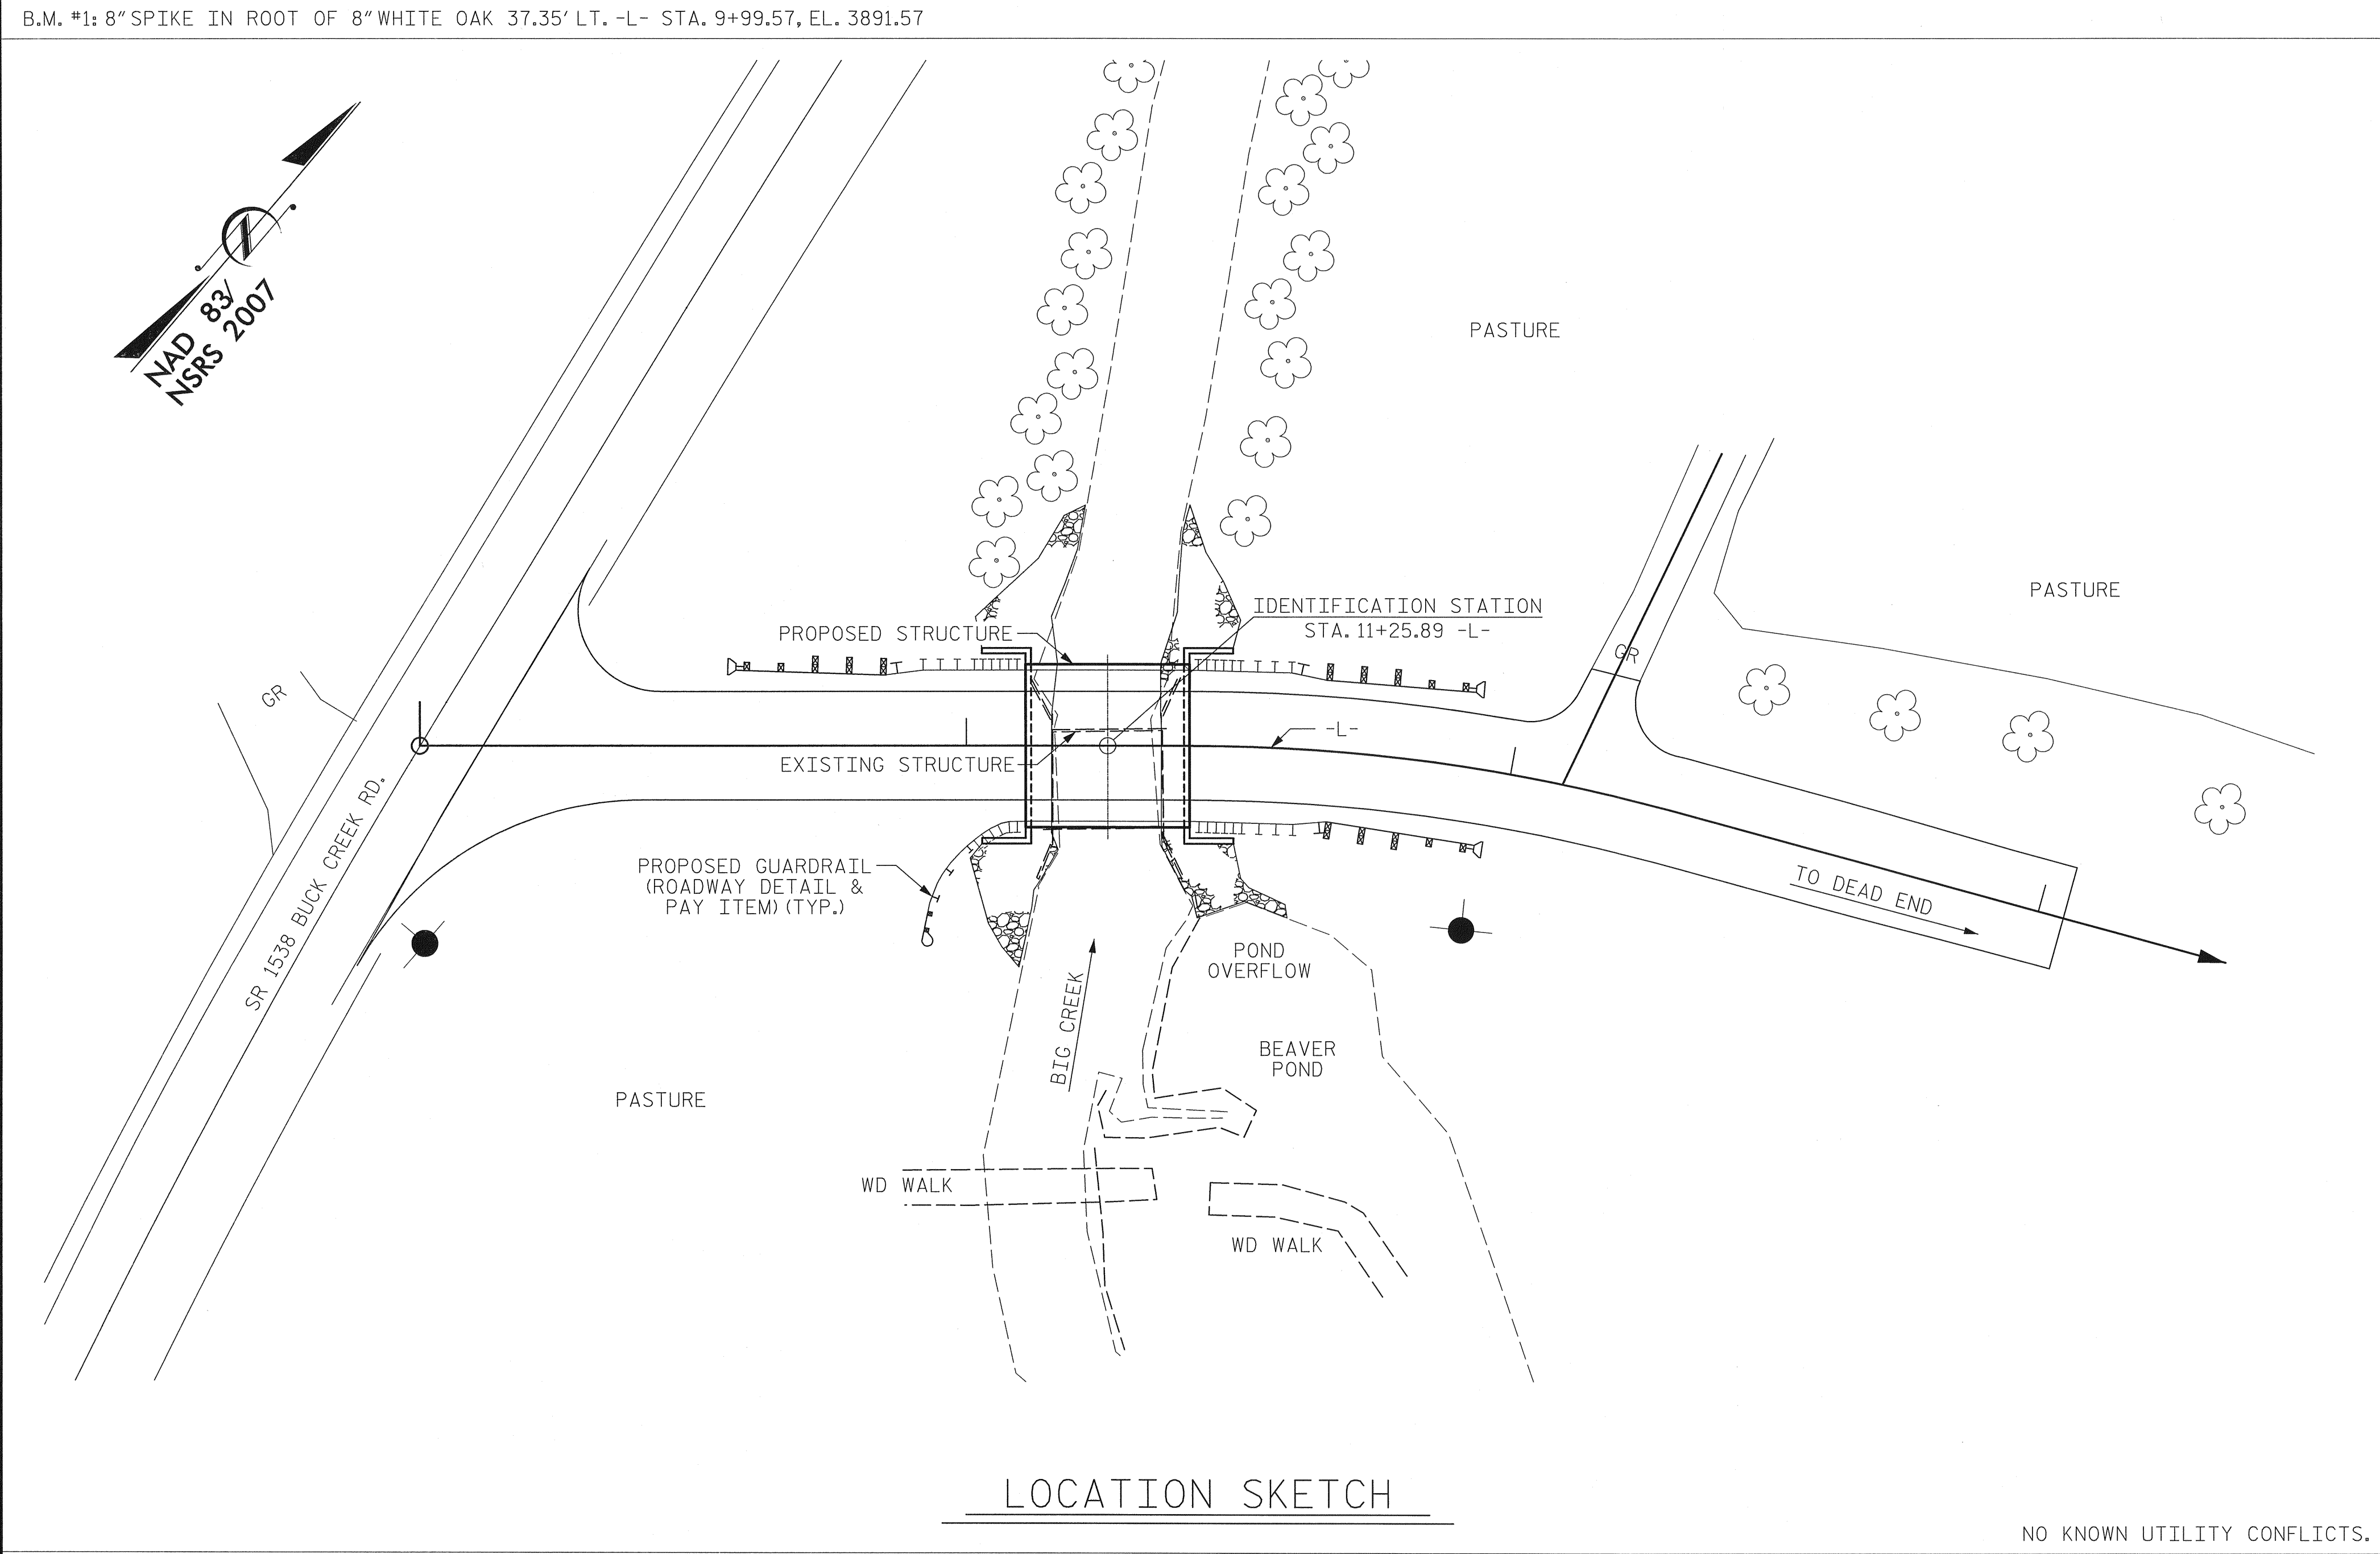 B.M. #1: 8" SPIKE IN ROOT OF 8" WHITE OAK 37.35' LT. -L- STA. 9+99.57, EL. 3891.57
NAD 83/
NSRS 2007
PASTURE
PASTURE
IDENTIFICATION STATION
STA. 11+25.89 -L-
PROPOSED STRUCTURE
GR
GR
-L-
EXISTING STRUCTURE
SR 1538 BUCK CREEK RD.
PROPOSED GUARDRAIL
(ROADWAY DETAIL &
PAY ITEM) (TYP.)
TO DEAD END
POND
OVERFLOW
BIG CREEK
BEAVER
POND
PASTURE
WD WALK
WD WALK
LOCATION SKETCH
NO KNOWN UTILITY CONFLICTS.